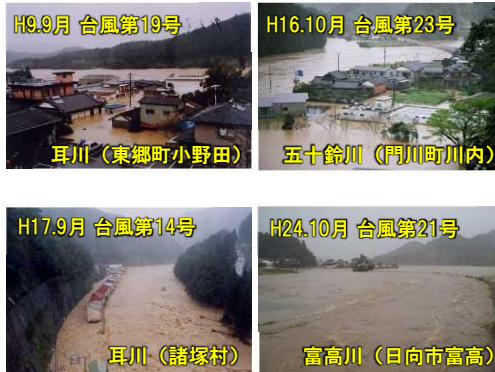 H9.9月 台風第19号
耳川（東郷町小野田）
H16.10月 台風第23号
五十鈴川（門川町川内）
H17.9月 台風第14号
耳川（諸塚村）
H24.10月 台風第21号
富高川（日向市富高）